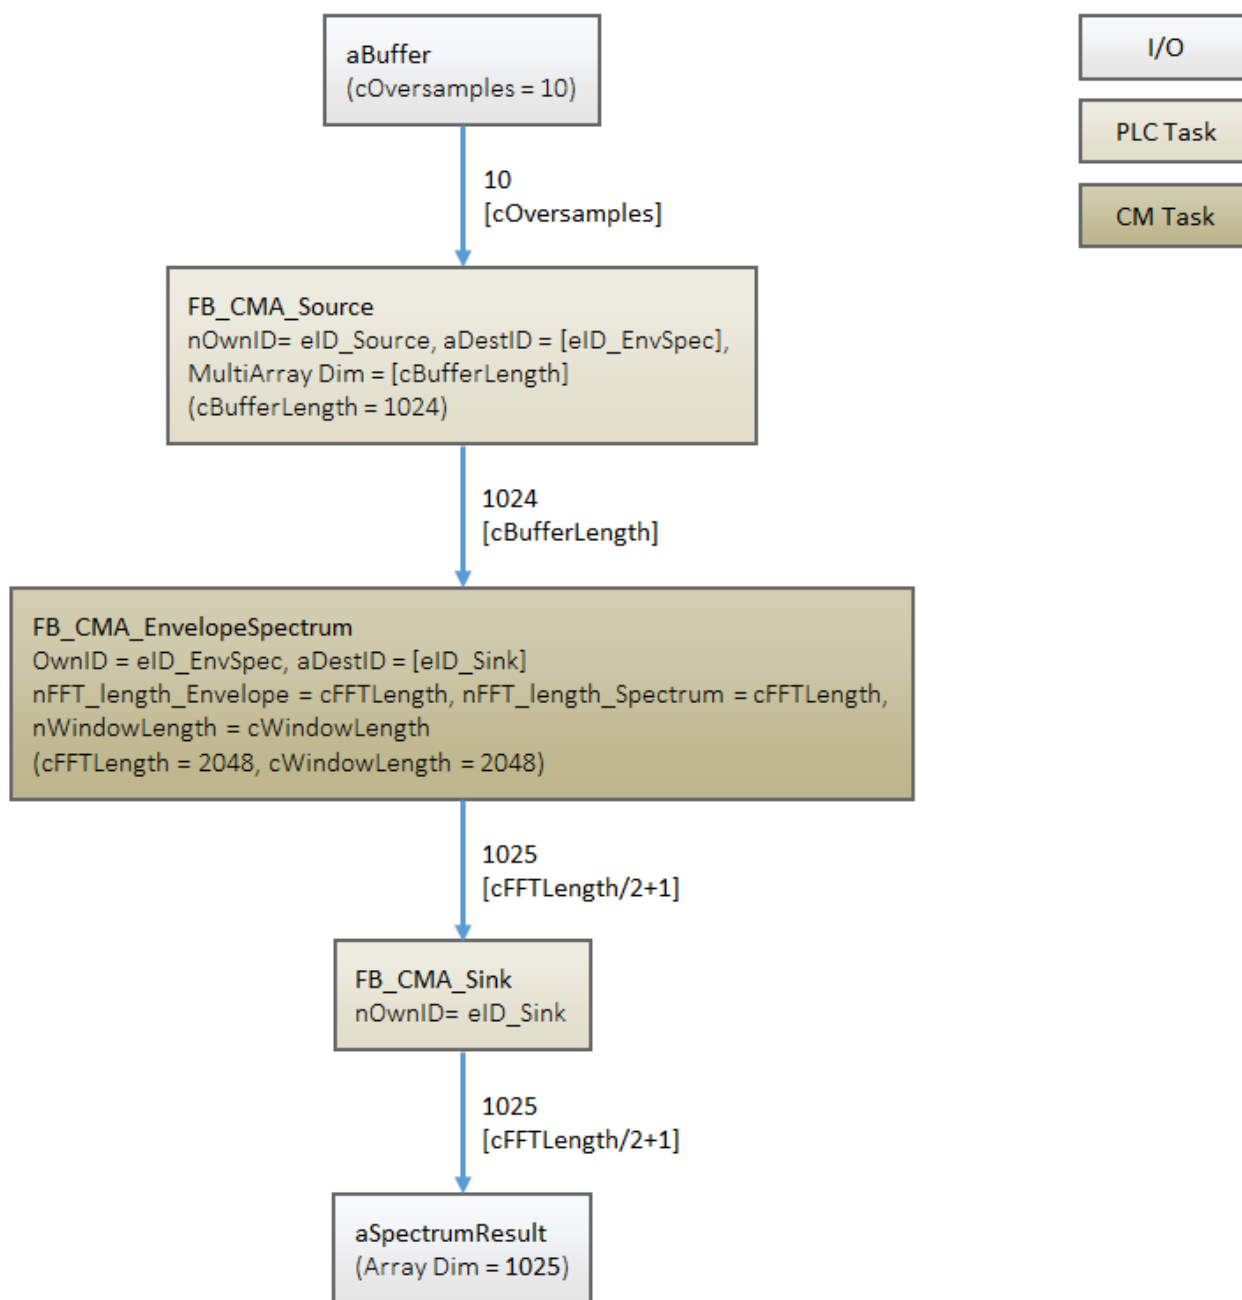 aBuffer
(cOversamples = 10)
10
[cOversamples]
FB_CMA_Source
nOwnID= eID_Source, aDestID = [eID_EnvSpec],
MultiArray Dim = [cBufferLength]
(cBufferLength = 1024)
1024
[cBufferLength]
FB_CMA_EnvelopeSpectrum
OwnID = eID_EnvSpec, aDestID = [eID_Sink]
nFFT_length_Envelope = cFFTLength, nFFT_length_Spectrum = cFFTLength,
nWindowLength = cWindowLength
(cFFTLength = 2048, cWindowLength = 2048)
1025
[cFFTLength/2+1]
FB_CMA_Sink
nOwnID= eID_Sink
1025
[cFFTLength/2+1]
aSpectrumResult
(Array Dim = 1025)
I/O
PLC Task
CM Task